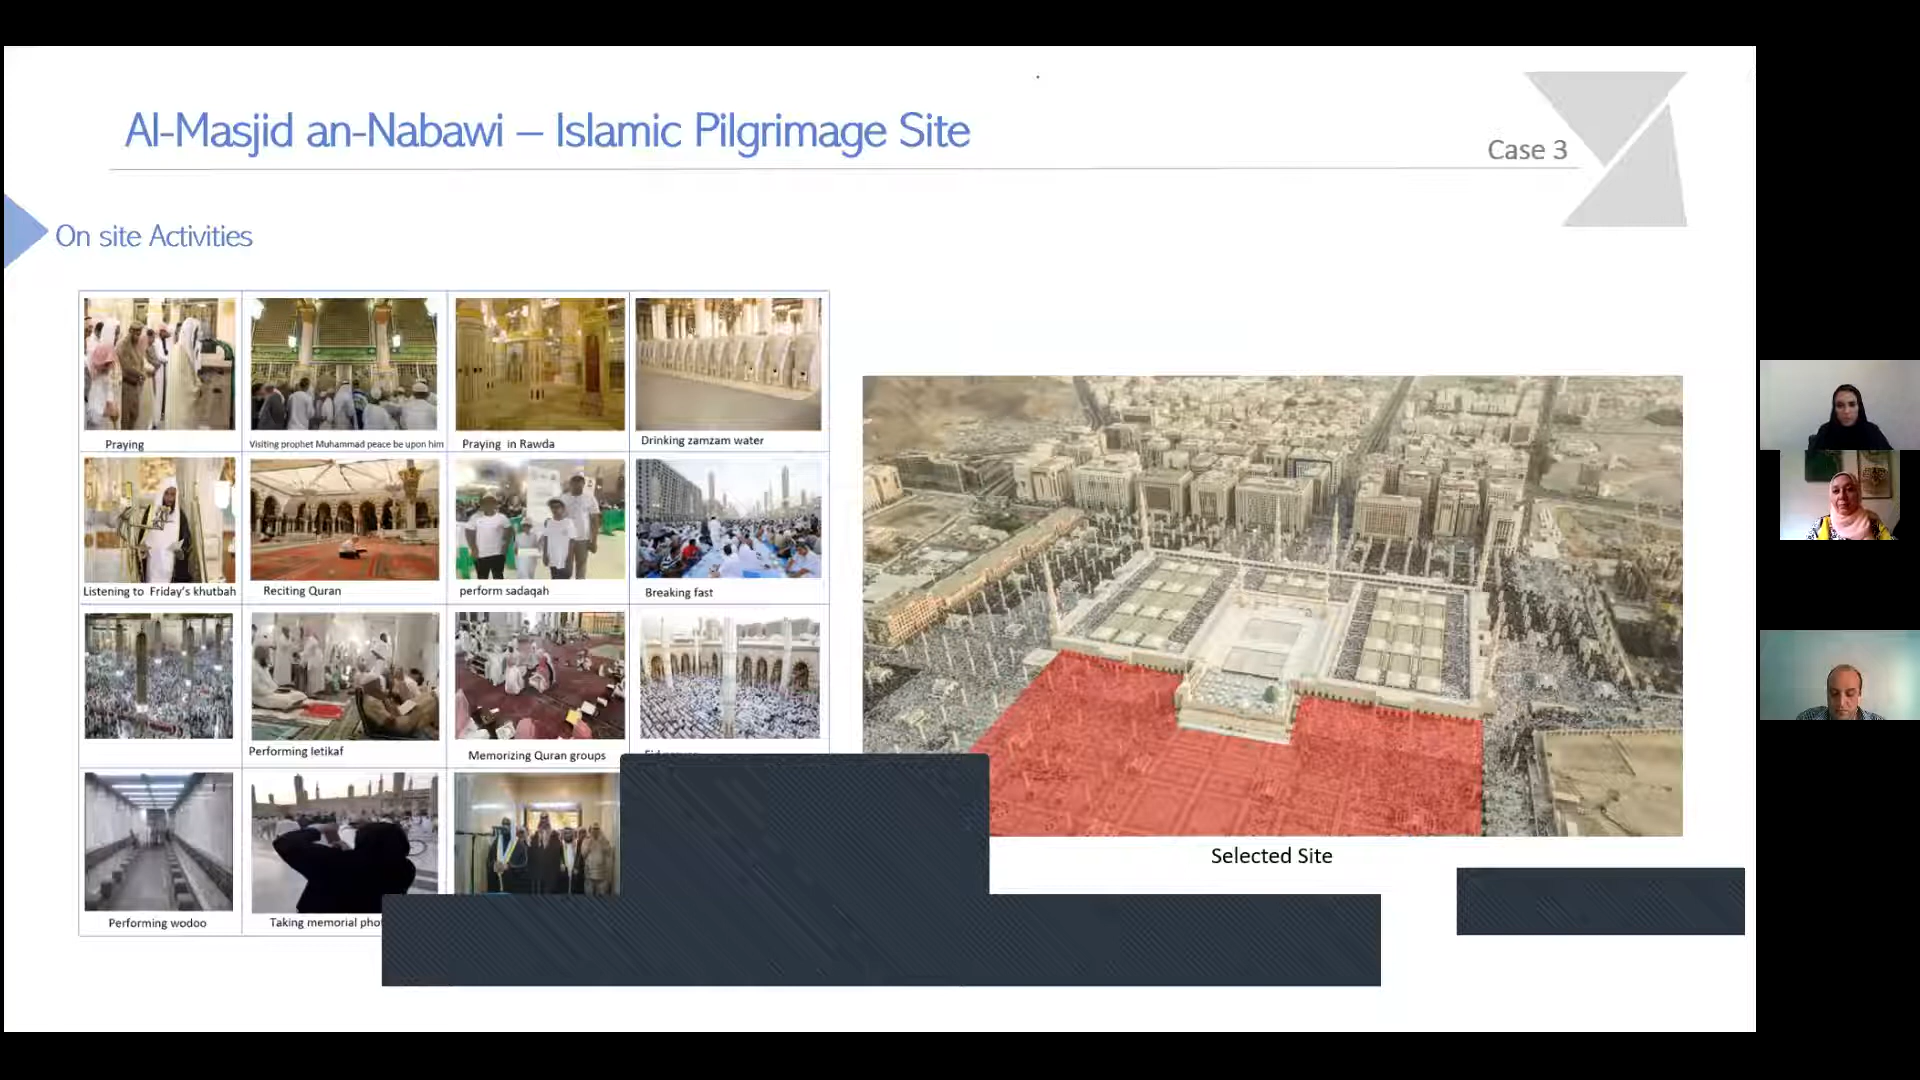 Al-Masjid an-Nabawi – Islamic Pilgrimage Site
Case 3
On site Activities
Praying
Visiting prophet Muhammad peace be upon him
Praying in Rawda
Drinking zamzam water
Listening to Friday's khutbah
Reciting Quran
perform sadaqah
Breaking fast
Performing Ietikaf
Memorizing Quran groups
Performing wodoo
Taking memorial
Selected Site